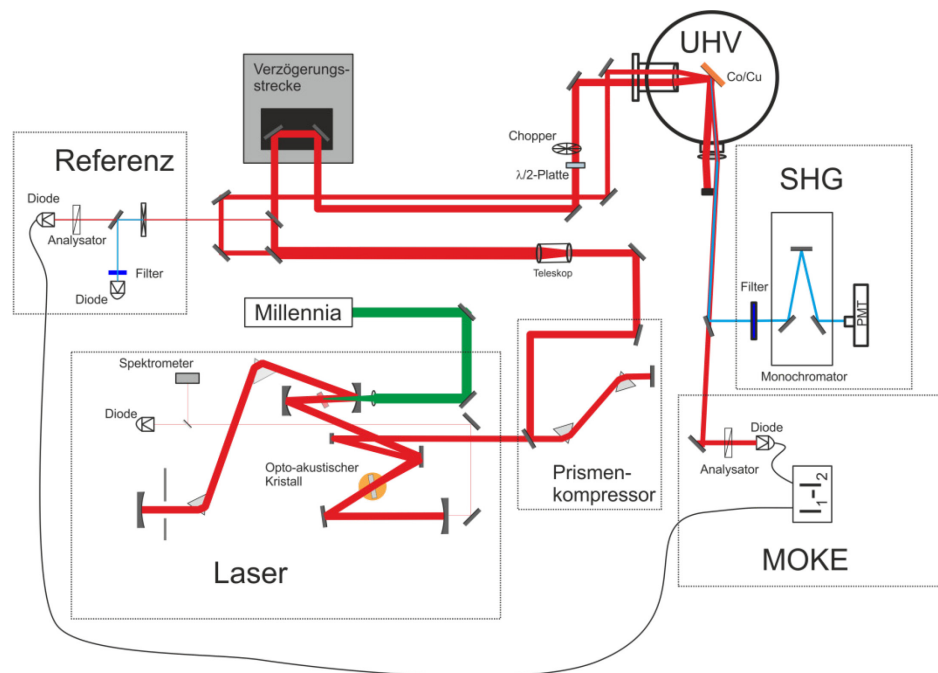 UHV
Co/Cu
Verzögerungs-
strecke
Chopper
λ/2-Platte
Referenz
Diode
Analysator
Filter
Diode
SHG
Filter
PMT
Monochromator
Teleskop
Millennia
Spektrometer
Diode
Opto-akustischer
Kristall
Laser
Prismen-
kompressor
Diode
Analysator
I₁-I₂
MOKE